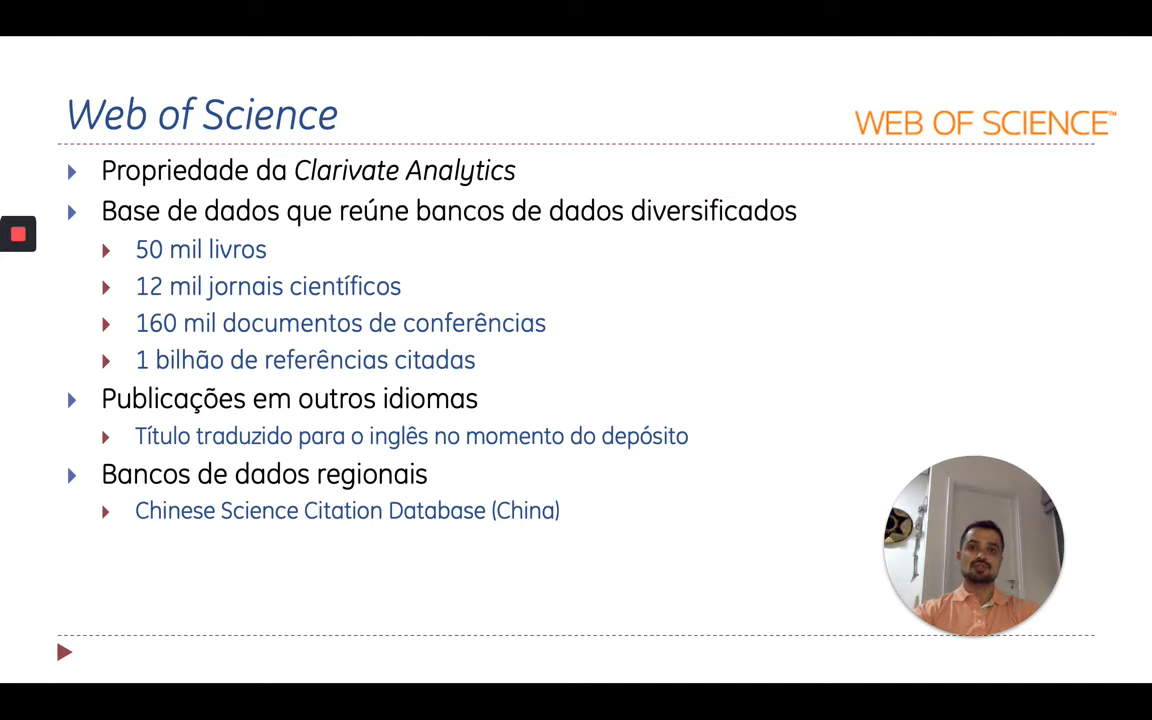 Web of Science
WEB OF SCIENCE™
Propriedade da Clarivate Analytics
Base de dados que reúne bancos de dados diversificados
50 mil livros
12 mil jornais científicos
160 mil documentos de conferências
1 bilhão de referências citadas
Publicações em outros idiomas
Título traduzido para o inglês no momento do depósito
Bancos de dados regionais
Chinese Science Citation Database (China)